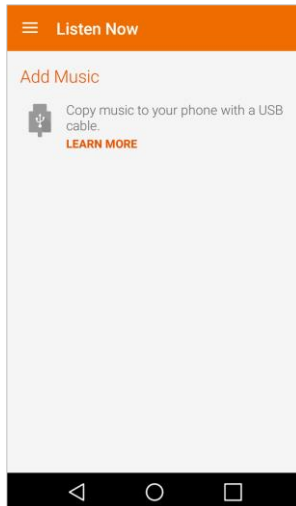 Listen Now
Add Music
Copy music to your phone with a USB
cable.
LEARN MORE